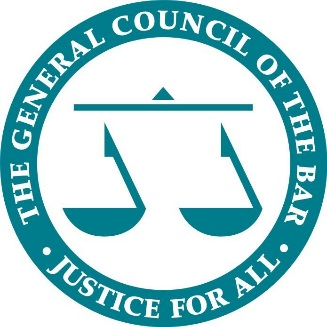 THE GENERAL COUNCIL OF THE BAR
• JUSTICE FOR ALL •